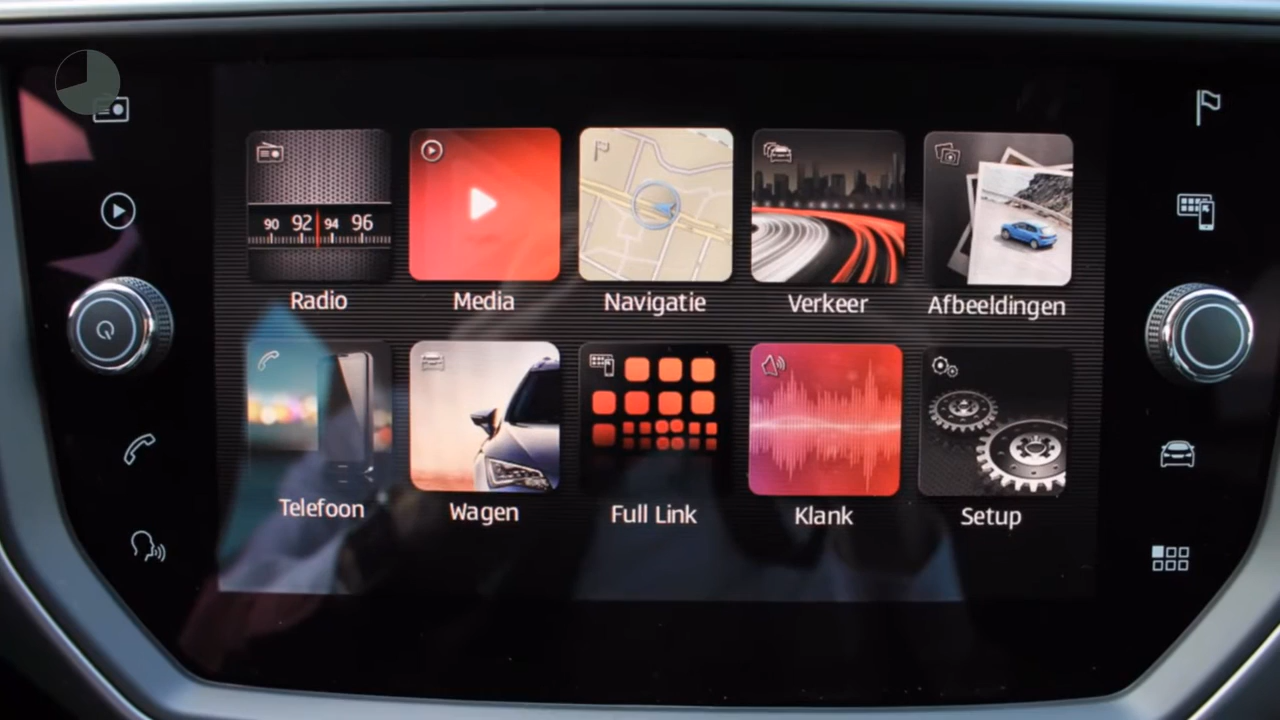 90 92 94 96
Radio
Media
Navigatie
Verkeer
Afbeeldingen
Telefoon
Wagen
Full Link
Klank
Setup